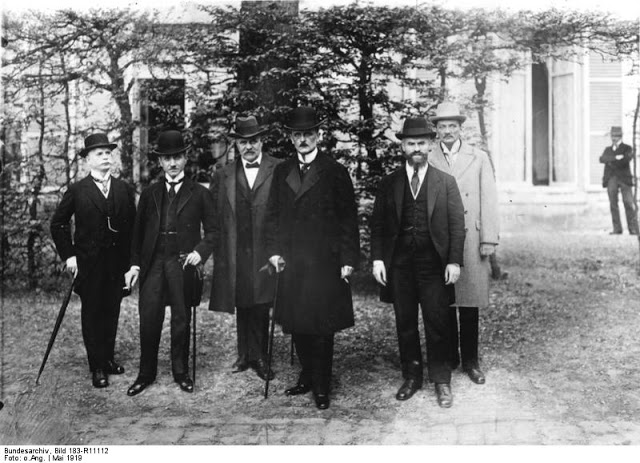 Bundesarchiv, Bild 183-R11112
Foto: o.Ang. | Mai 1919